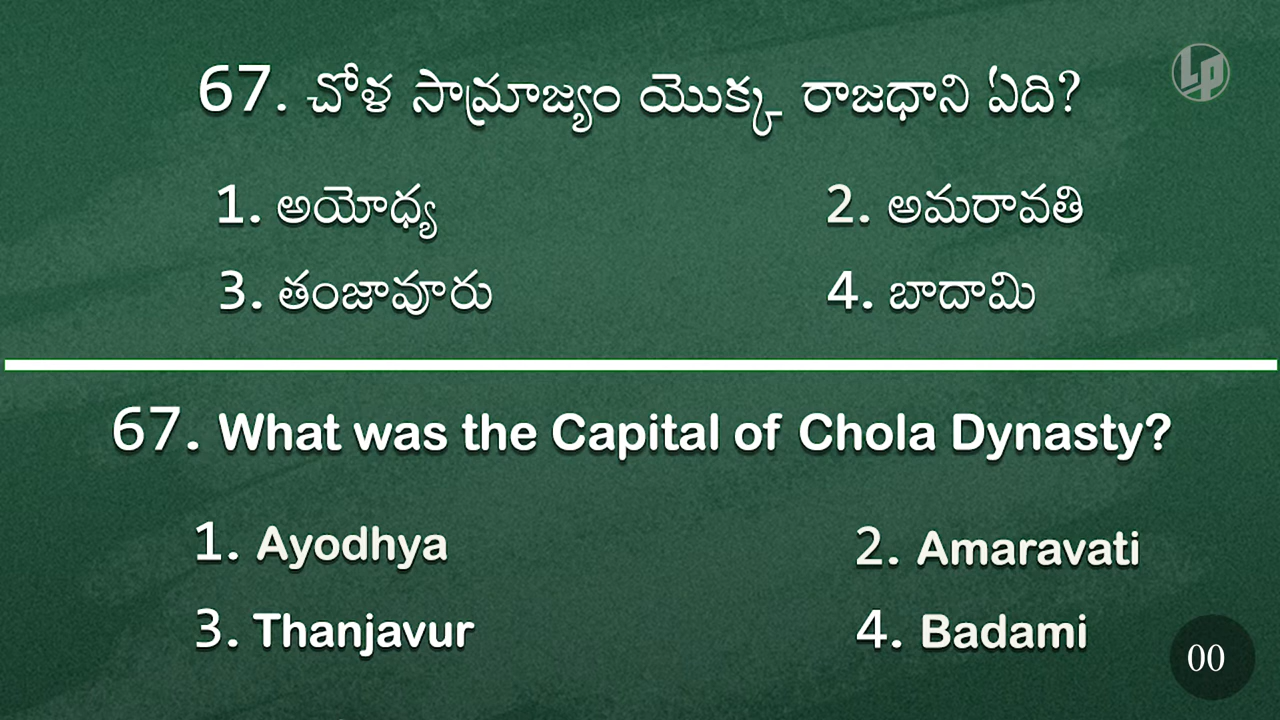 67. చోళ సామ్రాజ్యం యొక్క రాజధాని ఏది?
1. అయోధ్య 2. అమరావతి
3. తంజావూరు 4. బాదామి
67. What was the Capital of Chola Dynasty?
1. Ayodhya 2. Amaravati
3. Thanjavur 4. Badami
LP
00